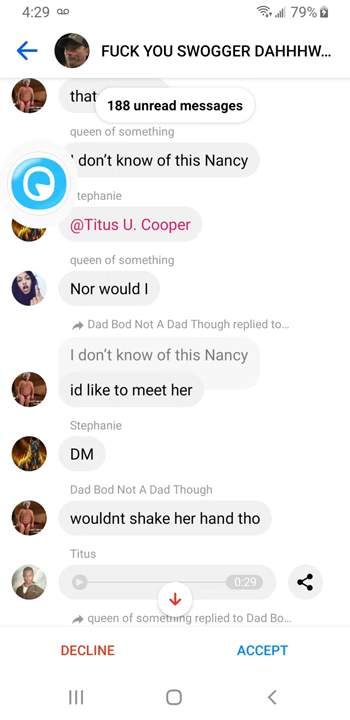 4:29 79%
FUCK YOU SWOGGER DAHHHW...
that
188 unread messages
queen of something
I don't know of this Nancy
tephanie
@Titus U. Cooper
queen of something
Nor would I
Dad Bod Not A Dad Though replied to...
I don't know of this Nancy
id like to meet her
Stephanie
DM
Dad Bod Not A Dad Though
wouldnt shake her hand tho
Titus
0:29
queen of something replied to Dad Bo...
DECLINE ACCEPT